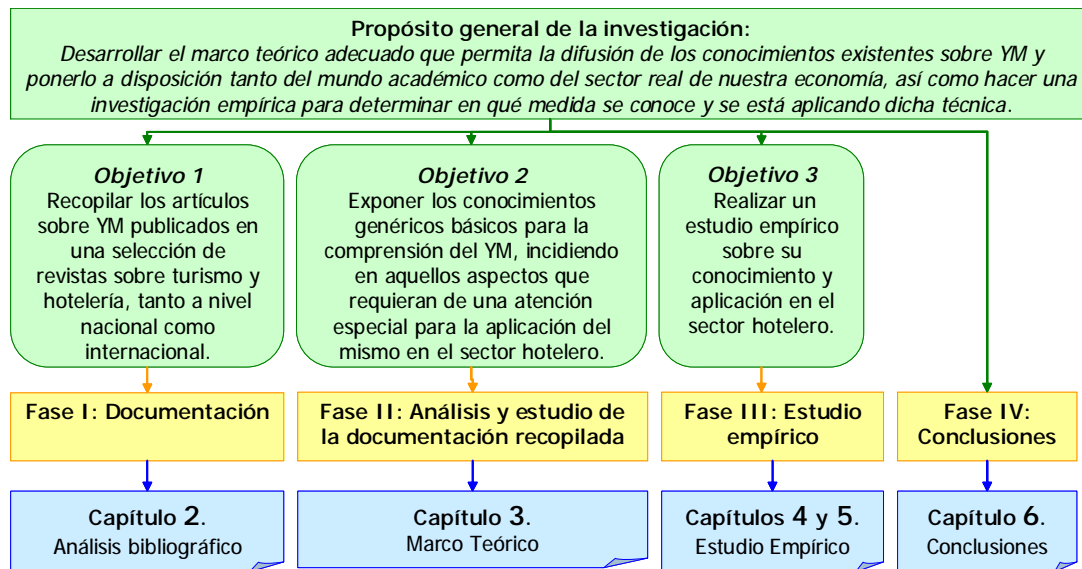 Propósito general de la investigación:
Desarrollar el marco teórico adecuado que permita la difusión de los conocimientos existentes sobre YM y
ponerlo a disposición tanto del mundo académico como del sector real de nuestra economía, así como hacer una
investigación empírica para determinar en qué medida se conoce y se está aplicando dicha técnica.
Objetivo 1
Recopilar los artículos
sobre YM publicados en
una selección de
revistas sobre turismo y
hotelería, tanto a nivel
nacional como
internacional.
Objetivo 2
Exponer los conocimientos
genéricos básicos para la
comprensión del YM, incidiendo
en aquellos aspectos que
requieran de una atención
especial para la aplicación del
mismo en el sector hotelero.
Objetivo 3
Realizar un
estudio empírico
sobre su
conocimiento y
aplicación en el
sector hotelero.
Fase I: Documentación
Fase II: Análisis y estudio de
la documentación recopilada
Fase III: Estudio
empírico
Fase IV:
Conclusiones
Capítulo 2.
Análisis bibliográfico
Capítulo 3.
Marco Teórico
Capítulos 4 y 5.
Estudio Empírico
Capítulo 6.
Conclusiones